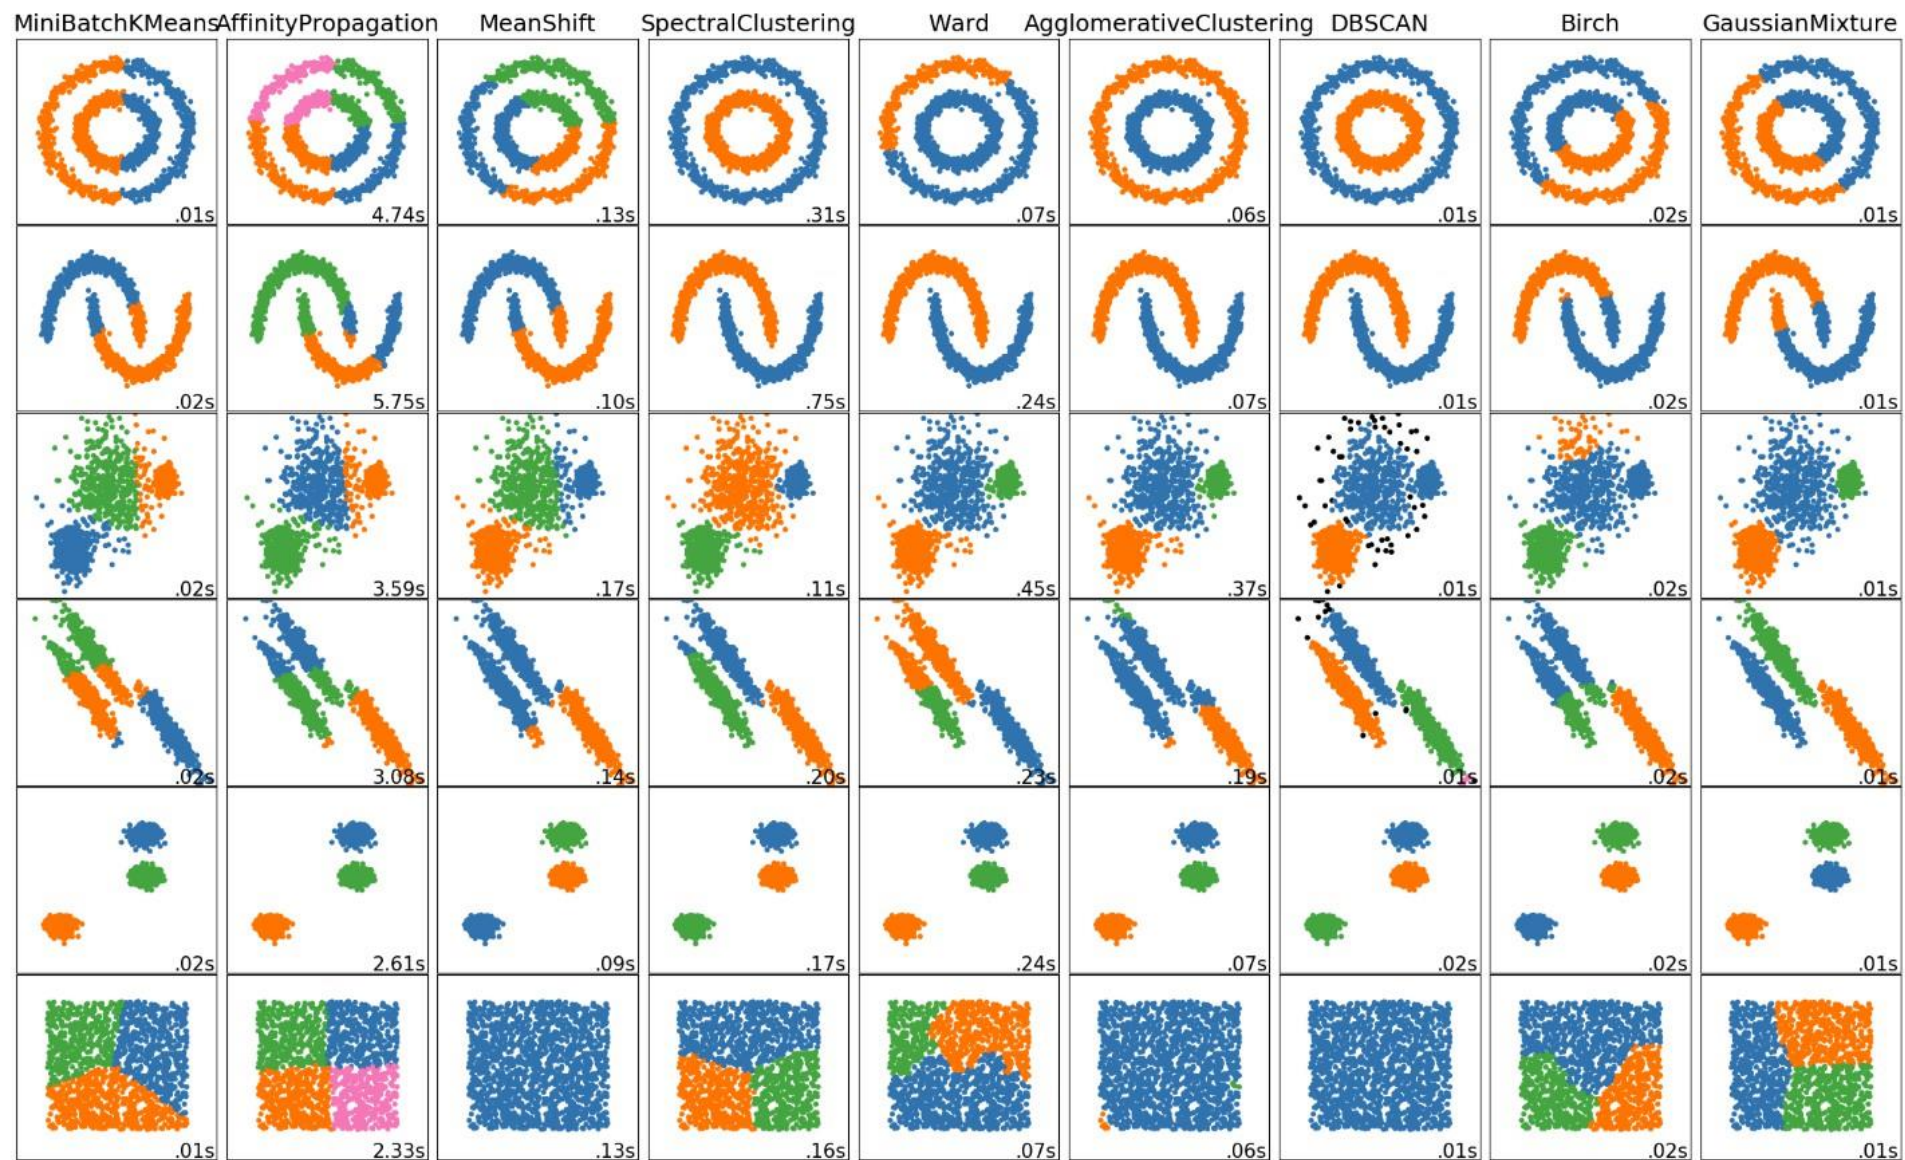 MiniBatchKMeans AffinityPropagation MeanShift SpectralClustering Ward AgglomerativeClustering DBSCAN Birch GaussianMixture
.01s 4.74s .13s .31s .07s .06s .01s .02s .01s
.02s 5.75s .10s .75s .24s .07s .01s .02s .01s
.02s 3.59s .17s .11s .45s .37s .01s .02s .01s
.02s 3.08s .14s .20s .23s .19s .01s .02s .01s
.02s 2.61s .09s .17s .24s .07s .02s .02s .01s
.01s 2.33s .13s .16s .07s .06s .01s .02s .01s